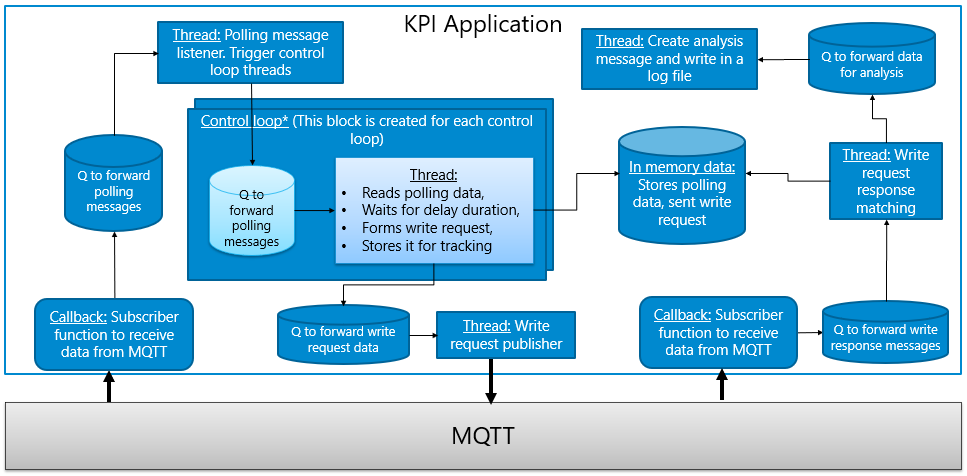 KPI Application
Thread: Polling message
listener. Trigger control
loop threads
Thread: Create analysis
message and write in a
log file
Q to forward data
for analysis
Control loop* (This block is created for each control
loop)
Q to forward
polling
messages
Q to
forward
polling
messages
Thread:
• Reads polling data,
• Waits for delay duration,
• Forms write request,
• Stores it for tracking
In memory data:
Stores polling
data, sent write
request
Thread: Write
request
response
matching
Callback: Subscriber
function to receive
data from MQTT
Q to forward write
request data
Thread: Write
request publisher
Callback: Subscriber
function to receive
data from MQTT
Q to forward write
response messages
MQTT